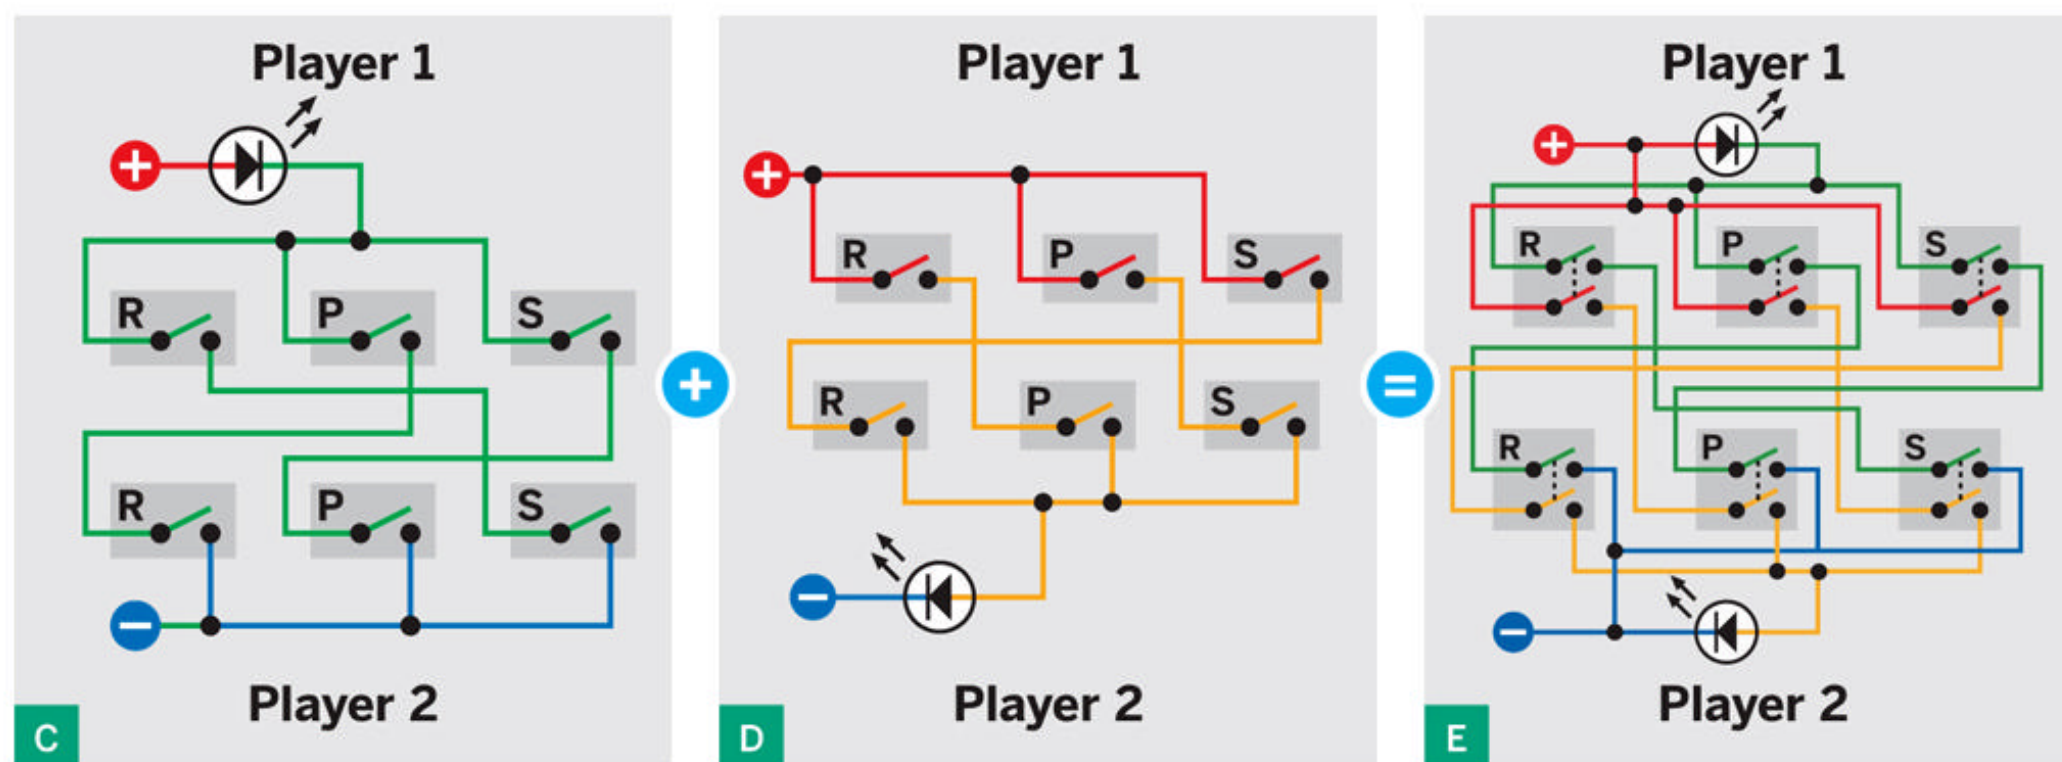 Player 1
+
R P S
R P S
−
Player 2
C
+
Player 1
+
R P S
R P S
−
Player 2
D
=
Player 1
+
R P S
R P S
−
Player 2
E